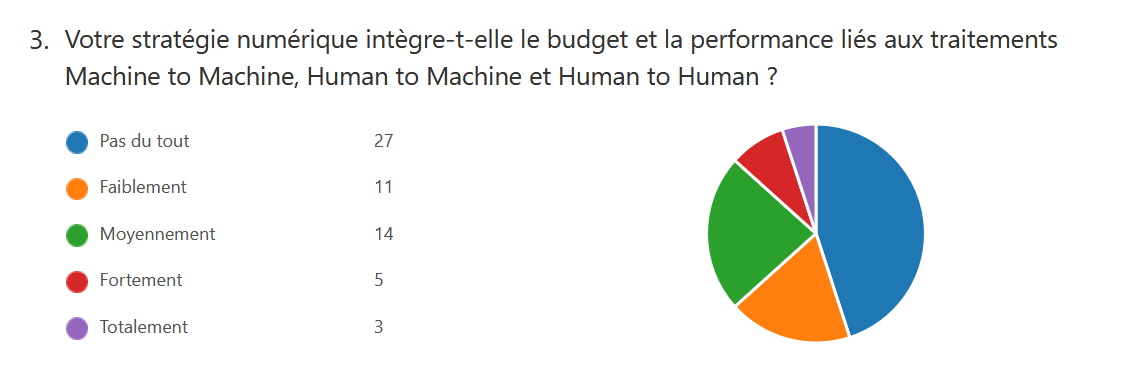 3. Votre stratégie numérique intègre-t-elle le budget et la performance liés aux traitements
Machine to Machine, Human to Machine et Human to Human ?
Pas du tout 27
Faiblement 11
Moyennement 14
Fortement 5
Totalement 3